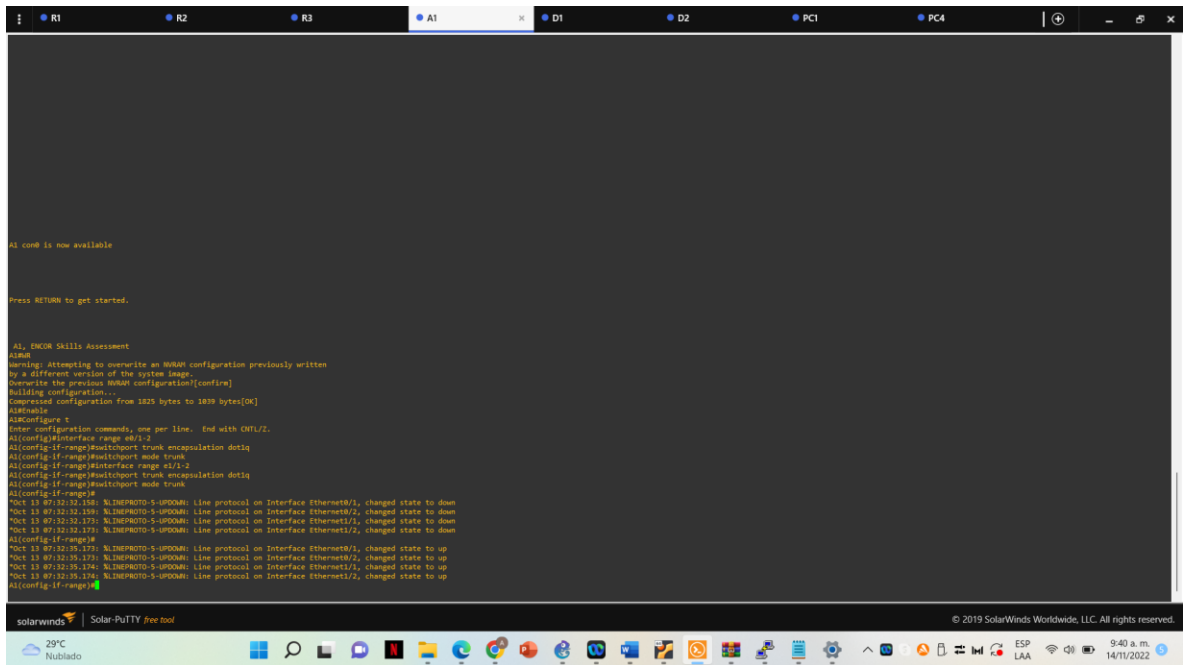 R1 R2 R3 A1 D1 D2 PC1 PC4
A1 con0 is now available
Press RETURN to get started.
A1, ENCOR Skills Assessment
A1#WR
Warning: Attempting to overwrite an NVRAM configuration previously written
by a different version of the system image.
Overwrite the previous NVRAM configuration?[confirm]
Building configuration...
Compressed configuration from 1825 bytes to 1039 bytes[OK]
A1#Enable
A1#Configure t
Enter configuration commands, one per line.  End with CNTL/Z.
A1(config)#interface range e0/1-2
A1(config-if-range)#switchport trunk encapsulation dot1q
A1(config-if-range)#switchport mode trunk
A1(config-if-range)#interface range e1/1-2
A1(config-if-range)#switchport trunk encapsulation dot1q
A1(config-if-range)#switchport mode trunk
A1(config-if-range)#
*Oct 13 07:32:32.158: %LINEPROTO-5-UPDOWN: Line protocol on Interface Ethernet0/1, changed state to down
*Oct 13 07:32:32.159: %LINEPROTO-5-UPDOWN: Line protocol on Interface Ethernet0/2, changed state to down
*Oct 13 07:32:32.173: %LINEPROTO-5-UPDOWN: Line protocol on Interface Ethernet1/1, changed state to down
*Oct 13 07:32:32.173: %LINEPROTO-5-UPDOWN: Line protocol on Interface Ethernet1/2, changed state to down
A1(config-if-range)#
*Oct 13 07:32:35.173: %LINEPROTO-5-UPDOWN: Line protocol on Interface Ethernet0/1, changed state to up
*Oct 13 07:32:35.173: %LINEPROTO-5-UPDOWN: Line protocol on Interface Ethernet0/2, changed state to up
*Oct 13 07:32:35.174: %LINEPROTO-5-UPDOWN: Line protocol on Interface Ethernet1/1, changed state to up
*Oct 13 07:32:35.174: %LINEPROTO-5-UPDOWN: Line protocol on Interface Ethernet1/2, changed state to up
A1(config-if-range)#
solarwinds | Solar-PuTTY free tool © 2019 SolarWinds Worldwide, LLC. All rights reserved.
29°C ESP 9:40 a. m.
Nublado LAA 14/11/2022